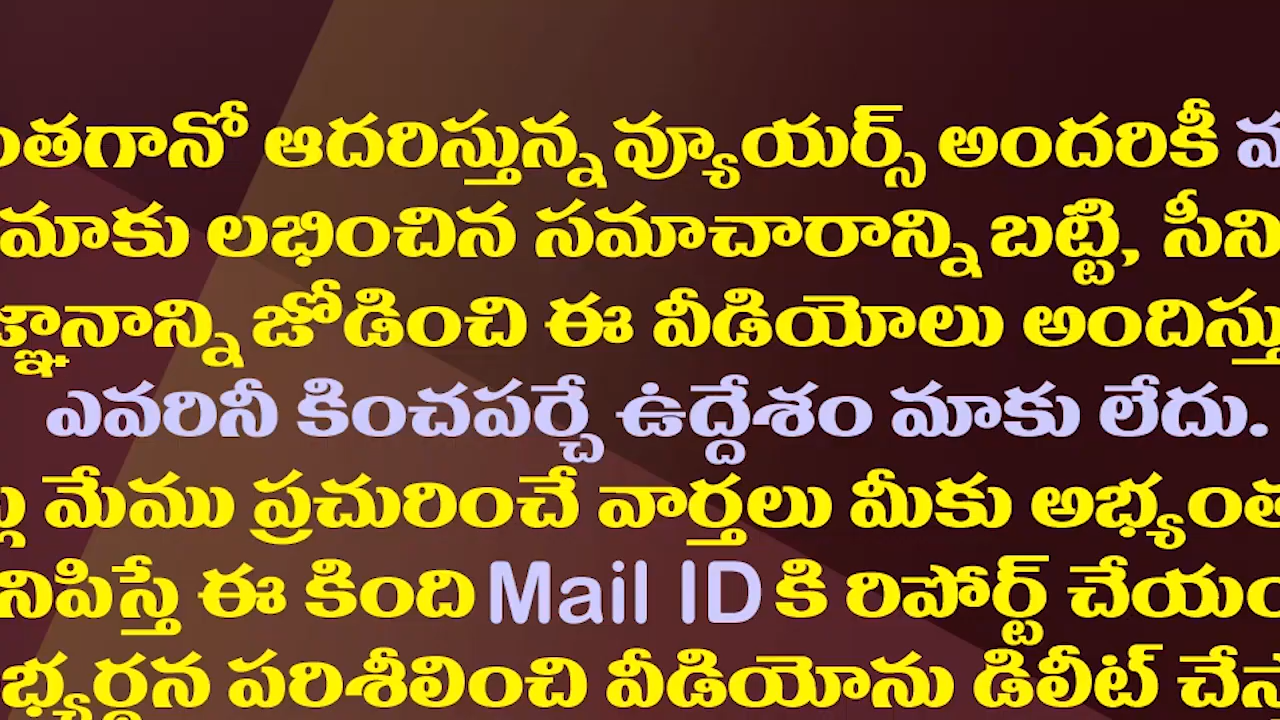 ఆదరిస్తున్న వ్యూయర్స్ అందరికీ
మాకు లభించిన సమాచారాన్ని బట్టి,
జోడించి ఈ వీడియోలు
ఎవరినీ కించపర్చే ఉద్దేశం మాకు లేదు.
మేము ప్రచురించే వార్తలు మీకు
ఈ కింది Mail ID కి రిపోర్ట్
పరిశీలించి వీడియోను డిలీట్